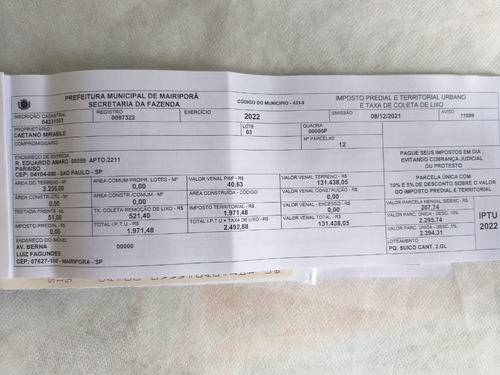 PREFEITURA MUNICIPAL DE MAIRIPORÃ
SECRETARIA DA FAZENDA
CÓDIGO DO MUNICIPIO - 433-9
IMPOSTO PREDIAL E TERRITORIAL URBANO
E TAXA DE COLETA DE LIXO
INSCRIÇÃO CADASTRAL
REGISTRO
0097322
EXERCÍCIO
2022
EMISSÃO
08/12/2021
AVISO
11089
PROPRIETÁRIO
CAETANO MIRABILE
LOTE
03
QUADRA
00006P
COMPROMISSÁRIO
Nº PARCELAS
12
ENDEREÇO DE ENTREGA
R. EDUARDO AMARO 00099 APTO.2211
PARAISO
CEP: 04104-080 - SAO PAULO - SP
PAGUE SEUS IMPOSTOS EM DIA,
EVITANDO COBRANÇA JUDICIAL
OU PROTESTO
ÁREA DO TERRENO - M²
3.235,00
ÁREA COMUM PROPR. LOTES - M²
0,00
VALOR VENAL P/M² - R$
40,63
VALOR VENAL TERRENO - R$
131.438,05
PARCELA ÚNICA COM
10% E 5% DE DESCONTO SOBRE O VALOR
DO IMPOSTO PREDIAL E TERRITORIAL
ÁREA CONSTR./ÚTIL - M²
0,00
ÁREA CONSTR./COMUM - M²
0,00
ÁREA CONSTRUIDA - CÓDIGO
VALOR VENAL CONSTRUÇÃO - R$
0,00
TESTADA FRENTE - M
51,00
TX. COLETA REMOÇÃO DE LIXO - R$
521,40
IMPOSTO TERRITORIAL - R$
1.971,48
VALOR VENAL EXCESSO - R$
0,00
VALOR PARCELA MENSAL S/DESC - R$
207,74
IMPOSTO PREDIAL - R$
0,00
TOTAL I.P.T.U - R$
1.971,48
TOTAL I.P.T.U + TAXA DE LIXO - R$
2.492,88
VALOR VENAL TOTAL - R$
131.438,05
VALOR PARC. ÚNICA - DESC. 10%
2.295,74
VALOR PARC. ÚNICA - DESC. 5%
2.394,31
IPTU
2022
ENDEREÇO DO IMÓVEL
AV. BERNA 00000
LUIZ FAGUNDES
CEP: 07627-160 - MAIRIPORA - SP
LOTEAMENTO
PQ. SUICO CANT. 2.GL